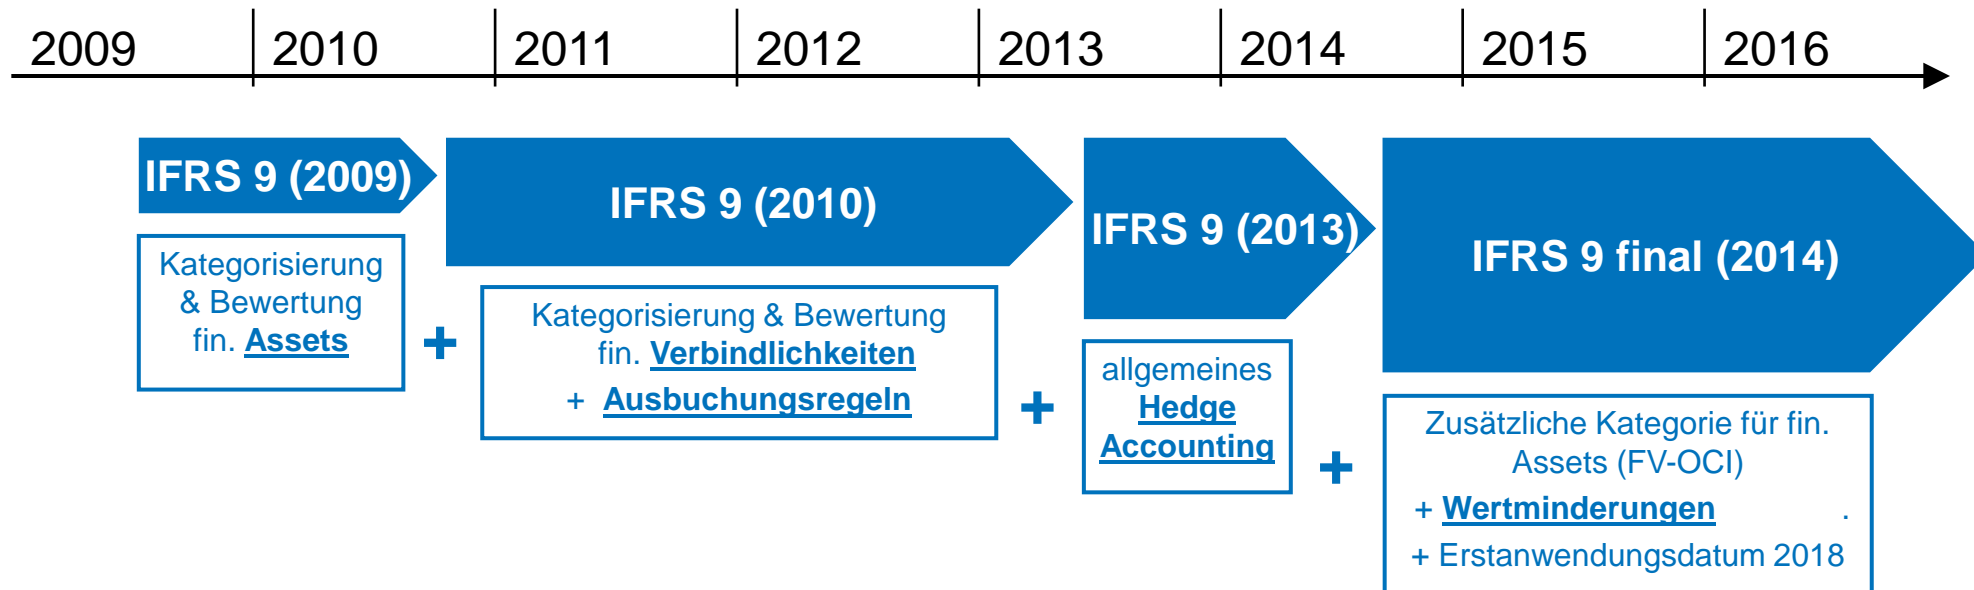 2009 2010 2011 2012 2013 2014 2015 2016
IFRS 9 (2009)
Kategorisierung
& Bewertung
fin. Assets
+
IFRS 9 (2010)
Kategorisierung & Bewertung
fin. Verbindlichkeiten
+ Ausbuchungsregeln
+
IFRS 9 (2013)
allgemeines
Hedge
Accounting
+
IFRS 9 final (2014)
Zusätzliche Kategorie für fin.
Assets (FV-OCI)
+ Wertminderungen .
+ Erstanwendungsdatum 2018